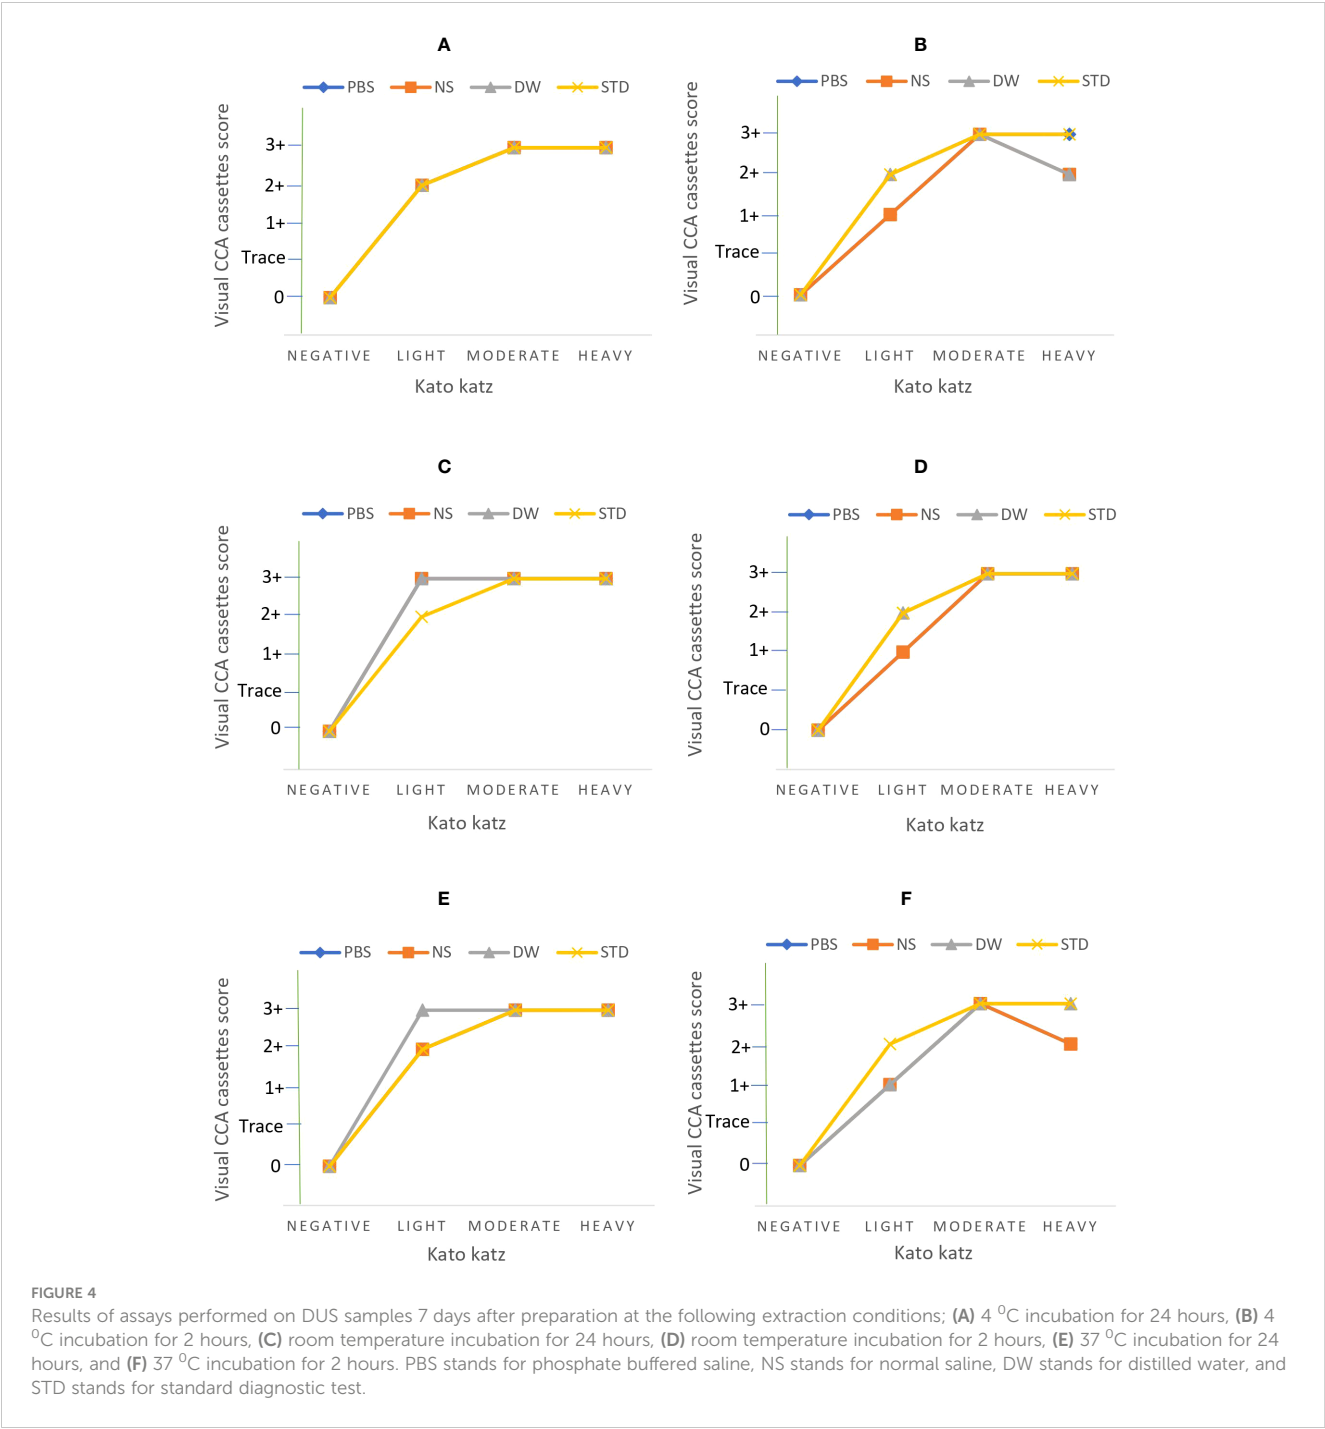 A
PBS NS DW STD
Visual CCA cassettes score
3+
2+
1+
Trace
0
NEGATIVE LIGHT MODERATE HEAVY
Kato katz
B
PBS NS DW STD
Visual CCA cassettes score
3+
2+
1+
Trace
0
NEGATIVE LIGHT MODERATE HEAVY
Kato katz
C
PBS NS DW STD
Visual CCA cassettes score
3+
2+
1+
Trace
0
NEGATIVE LIGHT MODERATE HEAVY
Kato katz
D
PBS NS DW STD
Visual CCA cassettes score
3+
2+
1+
Trace
0
NEGATIVE LIGHT MODERATE HEAVY
Kato katz
E
PBS NS DW STD
Visual CCA cassettes score
3+
2+
1+
Trace
0
NEGATIVE LIGHT MODERATE HEAVY
Kato katz
F
PBS NS DW STD
Visual CCA cassettes score
3+
2+
1+
Trace
0
NEGATIVE LIGHT MODERATE HEAVY
Kato katz
FIGURE 4
Results of assays performed on DUS samples 7 days after preparation at the following extraction conditions; (A) 4 ⁰C incubation for 24 hours, (B) 4
⁰C incubation for 2 hours, (C) room temperature incubation for 24 hours, (D) room temperature incubation for 2 hours, (E) 37 ⁰C incubation for 24
hours, and (F) 37 ⁰C incubation for 2 hours. PBS stands for phosphate buffered saline, NS stands for normal saline, DW stands for distilled water, and
STD stands for standard diagnostic test.